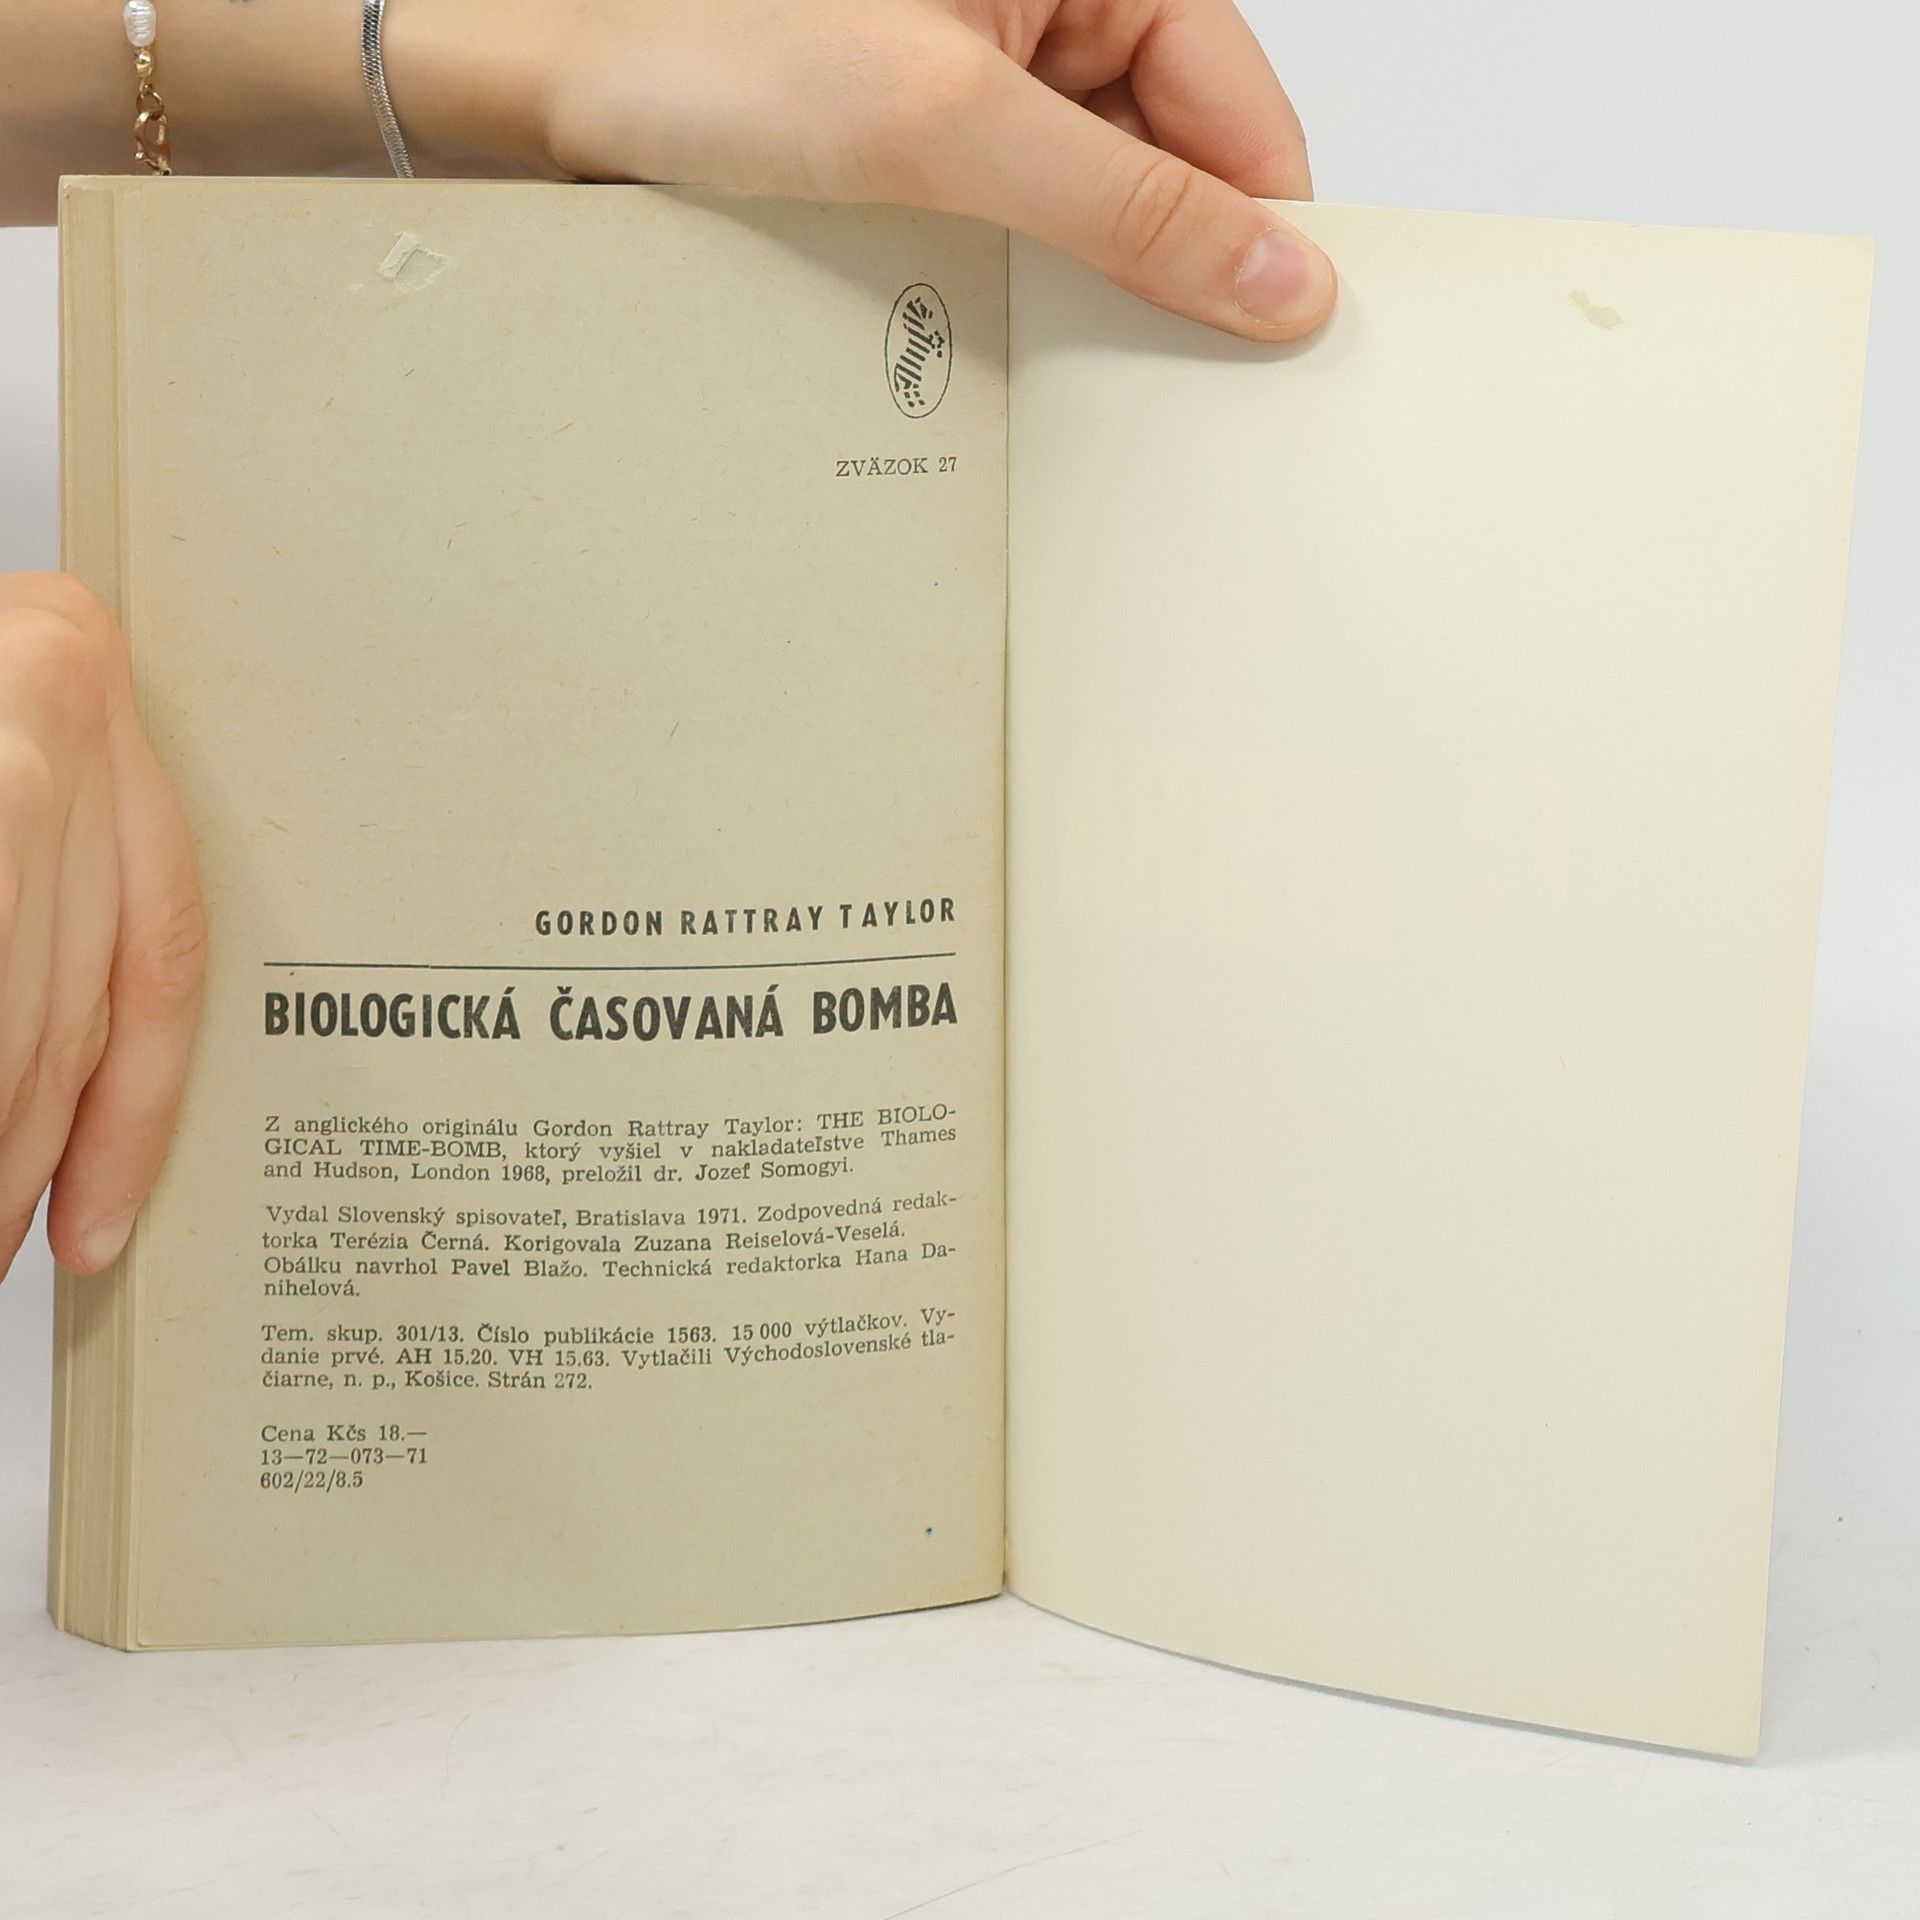 ZVÄZOK 27
GORDON RATTRAY TAYLOR
BIOLOGICKÁ ČASOVANÁ BOMBA
Z anglického originálu Gordon Rattray Taylor: THE BIOLO-
GICAL TIME-BOMB, ktorý vyšiel v nakladateľstve Thames
and Hudson, London 1968, preložil dr. Jozef Somogyi.
Vydal Slovenský spisovateľ, Bratislava 1971. Zodpovedná redak-
torka Terézia Černá. Korigovala Zuzana Reiselová-Veselá.
Obálku navrhol Pavel Blažo. Technická redaktorka Hana Da-
nihelová.
Tem. skup. 301/13. Číslo publikácie 1563. 15 000 výtlačkov. Vy-
danie prvé. AH 15.20. VH 15.63. Vytlačili Východoslovenské tla-
čiarne, n. p., Košice. Strán 272.
Cena Kčs 18.—
13—72—073—71
602/22/8.5